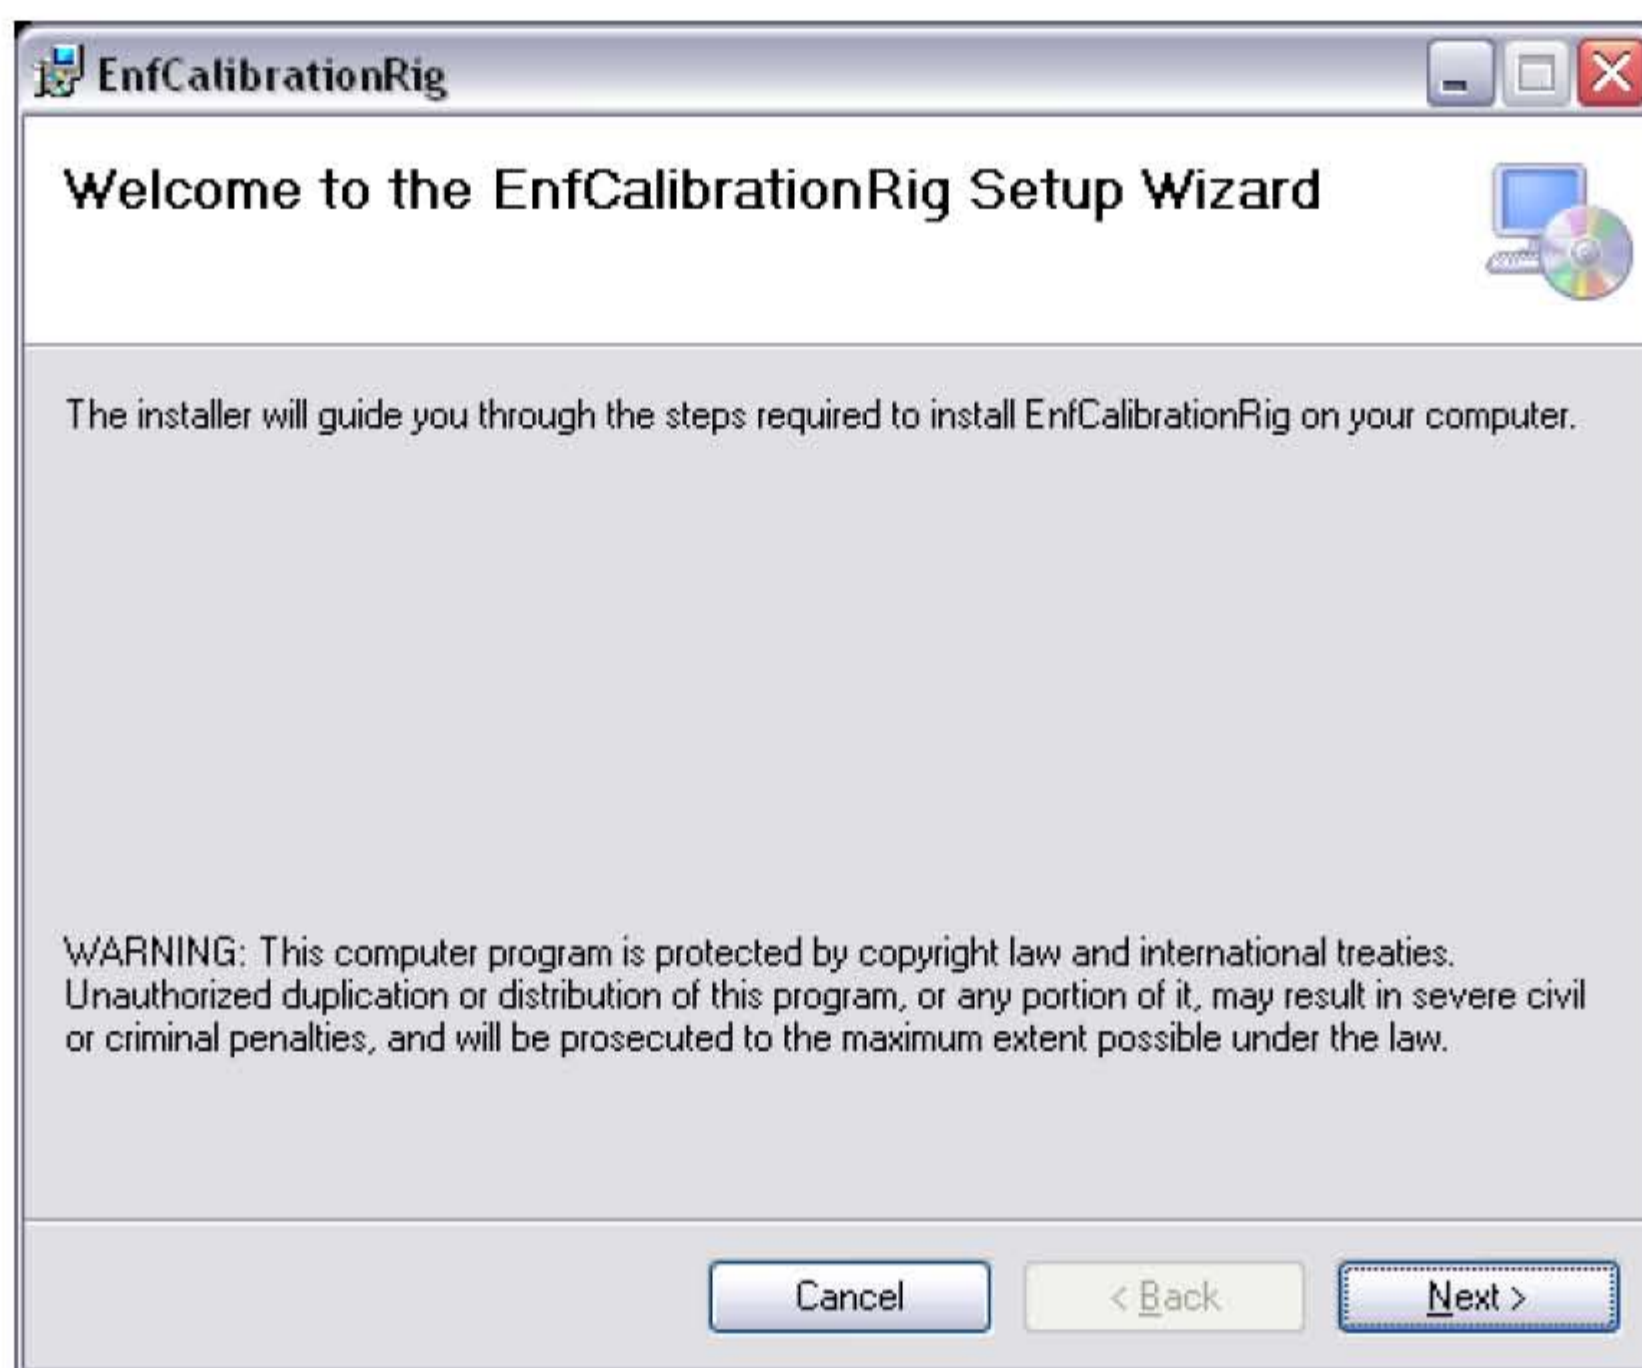 EnfCalibrationRig
Welcome to the EnfCalibrationRig Setup Wizard
The installer will guide you through the steps required to install EnfCalibrationRig on your computer.
WARNING: This computer program is protected by copyright law and international treaties.
Unauthorized duplication or distribution of this program, or any portion of it, may result in severe civil
or criminal penalties, and will be prosecuted to the maximum extent possible under the law.
Cancel
< Back
Next >